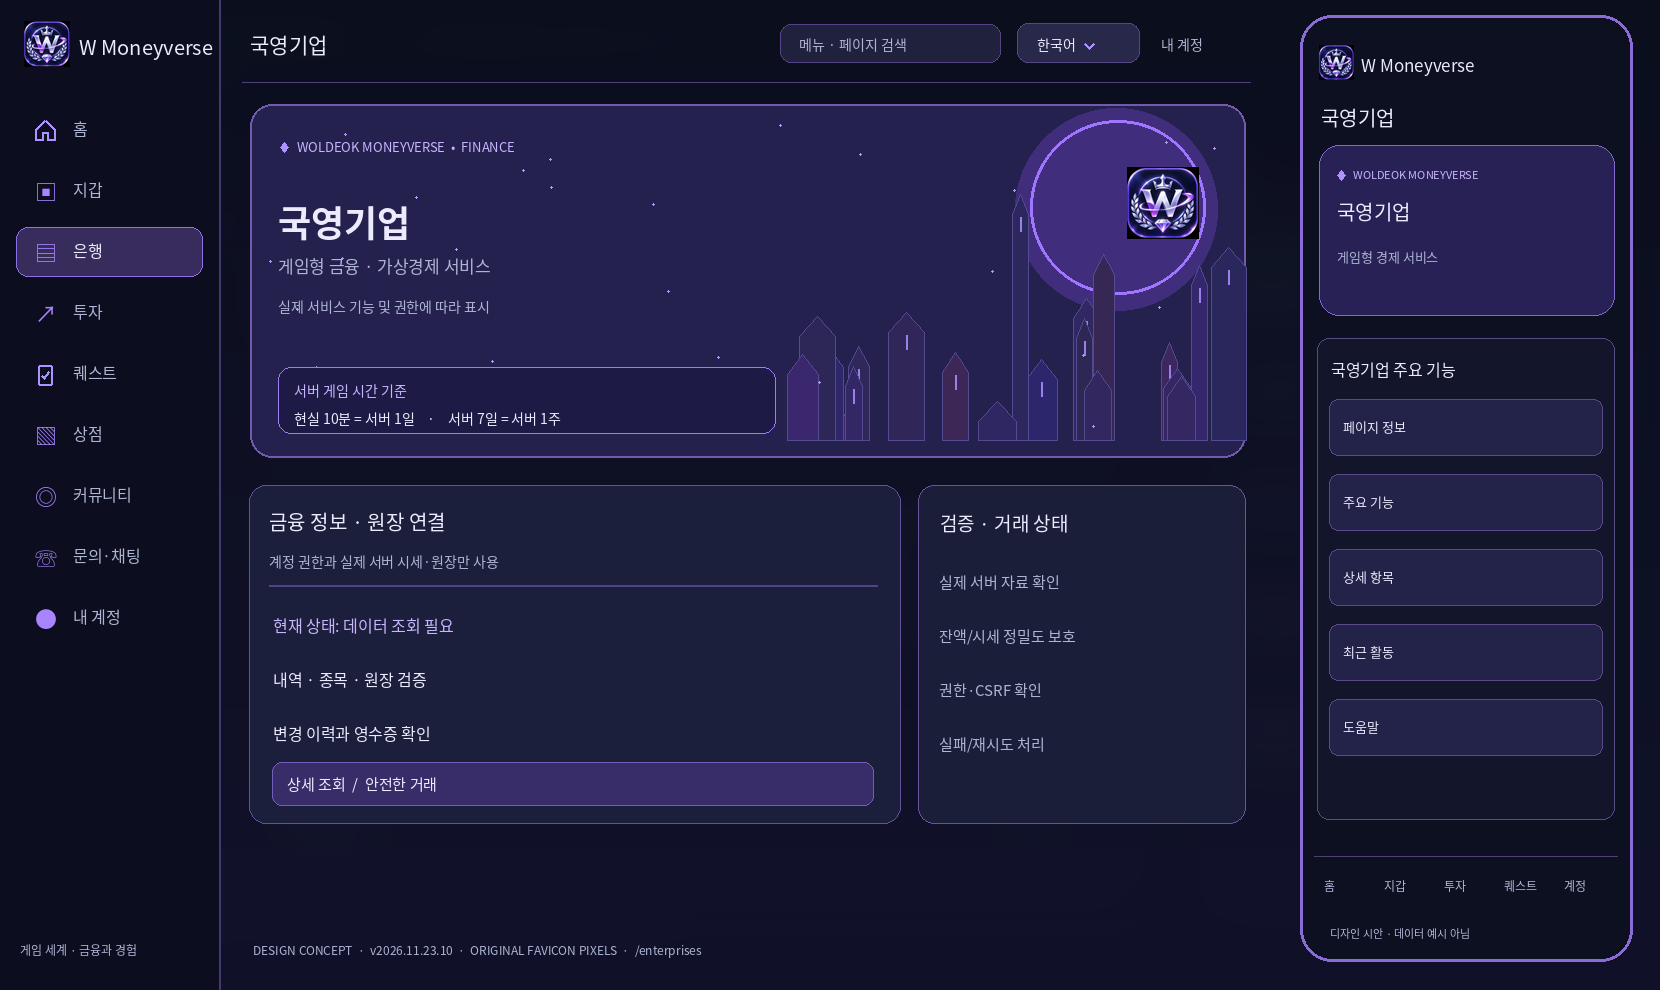 W Moneyverse
홈
지갑
은행
투자
퀘스트
상점
커뮤니티
문의·채팅
내 계정
게임 세계 · 금융과 경험
국영기업
메뉴 · 페이지 검색
한국어
내 계정
WOLDEOK MONEYVERSE • FINANCE
국영기업
게임형 금융 · 가상경제 서비스
실제 서비스 기능 및 권한에 따라 표시
서버 게임 시간 기준
현실 10분 = 서버 1일 · 서버 7일 = 서버 1주
W
금융 정보 · 원장 연결
계정 권한과 실제 서버 시세·원장만 사용
현재 상태: 데이터 조회 필요
내역 · 종목 · 원장 검증
변경 이력과 영수증 확인
상세 조회 / 안전한 거래
검증 · 거래 상태
실제 서버 자료 확인
잔액/시세 정밀도 보호
권한·CSRF 확인
실패/재시도 처리
DESIGN CONCEPT · v2026.11.23.10 · ORIGINAL FAVICON PIXELS · /enterprises
W Moneyverse
국영기업
WOLDEOK MONEYVERSE
국영기업
게임형 경제 서비스
국영기업 주요 기능
페이지 정보
주요 기능
상세 항목
최근 활동
도움말
홈 지갑 투자 퀘스트 계정
디자인 시안 · 데이터 예시 아님